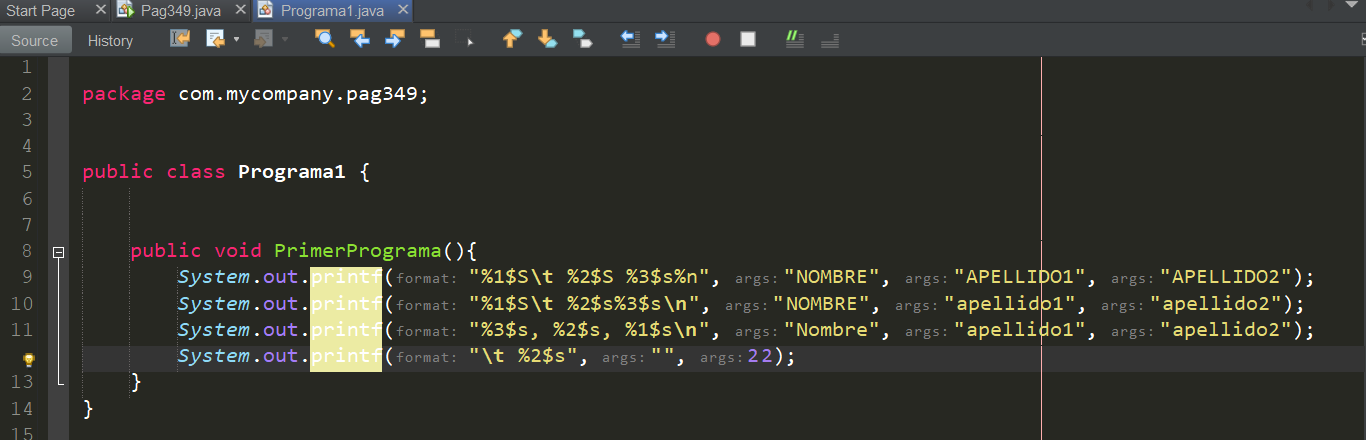 Start Page Pag349.java Programa1.java
Source History
1
2 package com.mycompany.pag349;
3
4
5 public class Programa1 {
6
7
8 public void PrimerPrograma(){
9 System.out.printf(format: "%1$S\t %2$S %3$s%n", args: "NOMBRE", args: "APELLIDO1", args: "APELLIDO2");
10 System.out.printf(format: "%1$S\t %2$s%3$s\n", args: "NOMBRE", args: "apellido1", args: "apellido2");
11 System.out.printf(format: "%3$s, %2$s, %1$s\n", args: "Nombre", args: "apellido1", args: "apellido2");
System.out.printf(format: "\t %2$s", args: "", args: 22);
13 }
14 }
15